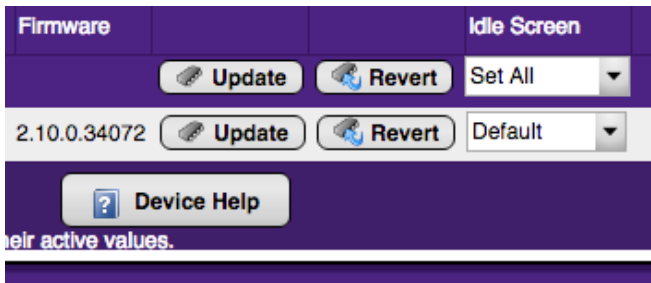 Firmware Idle Screen
Update Revert Set All
2.10.0.34072 Update Revert Default
? Device Help
heir active values.